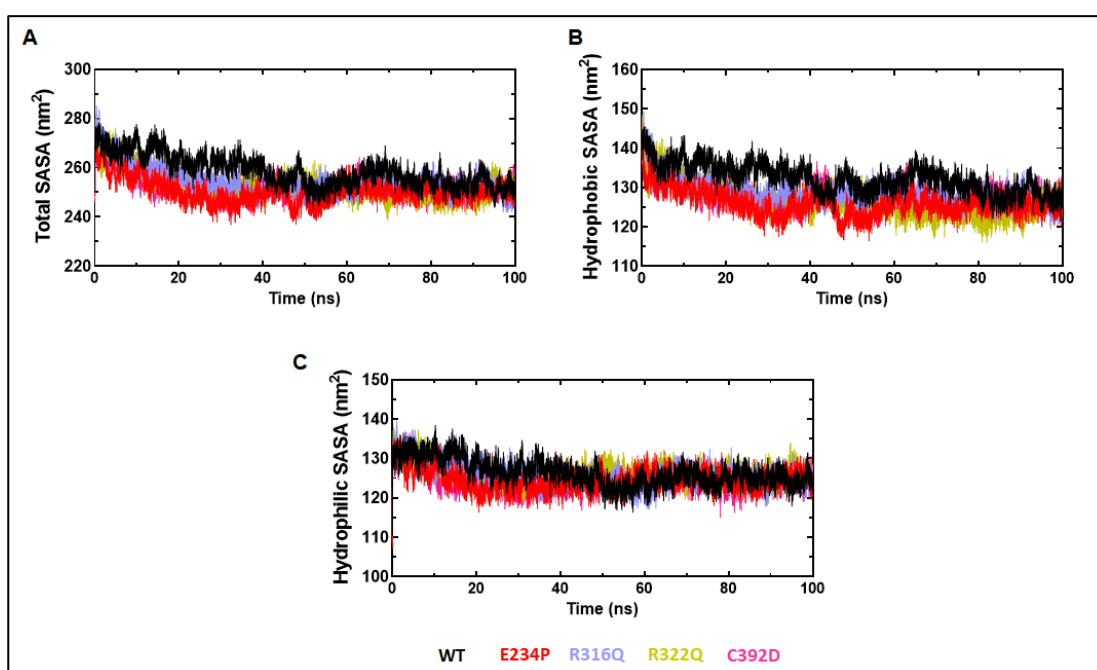 A
Total SASA (nm²)
300
280
260
240
220
0 20 40 60 80 100
Time (ns)
B
Hydrophobic SASA (nm²)
160
150
140
130
120
110
0 20 40 60 80 100
Time (ns)
C
Hydrophilic SASA (nm²)
150
140
130
120
110
100
0 20 40 60 80 100
Time (ns)
WT E234P R316Q R322Q C392D